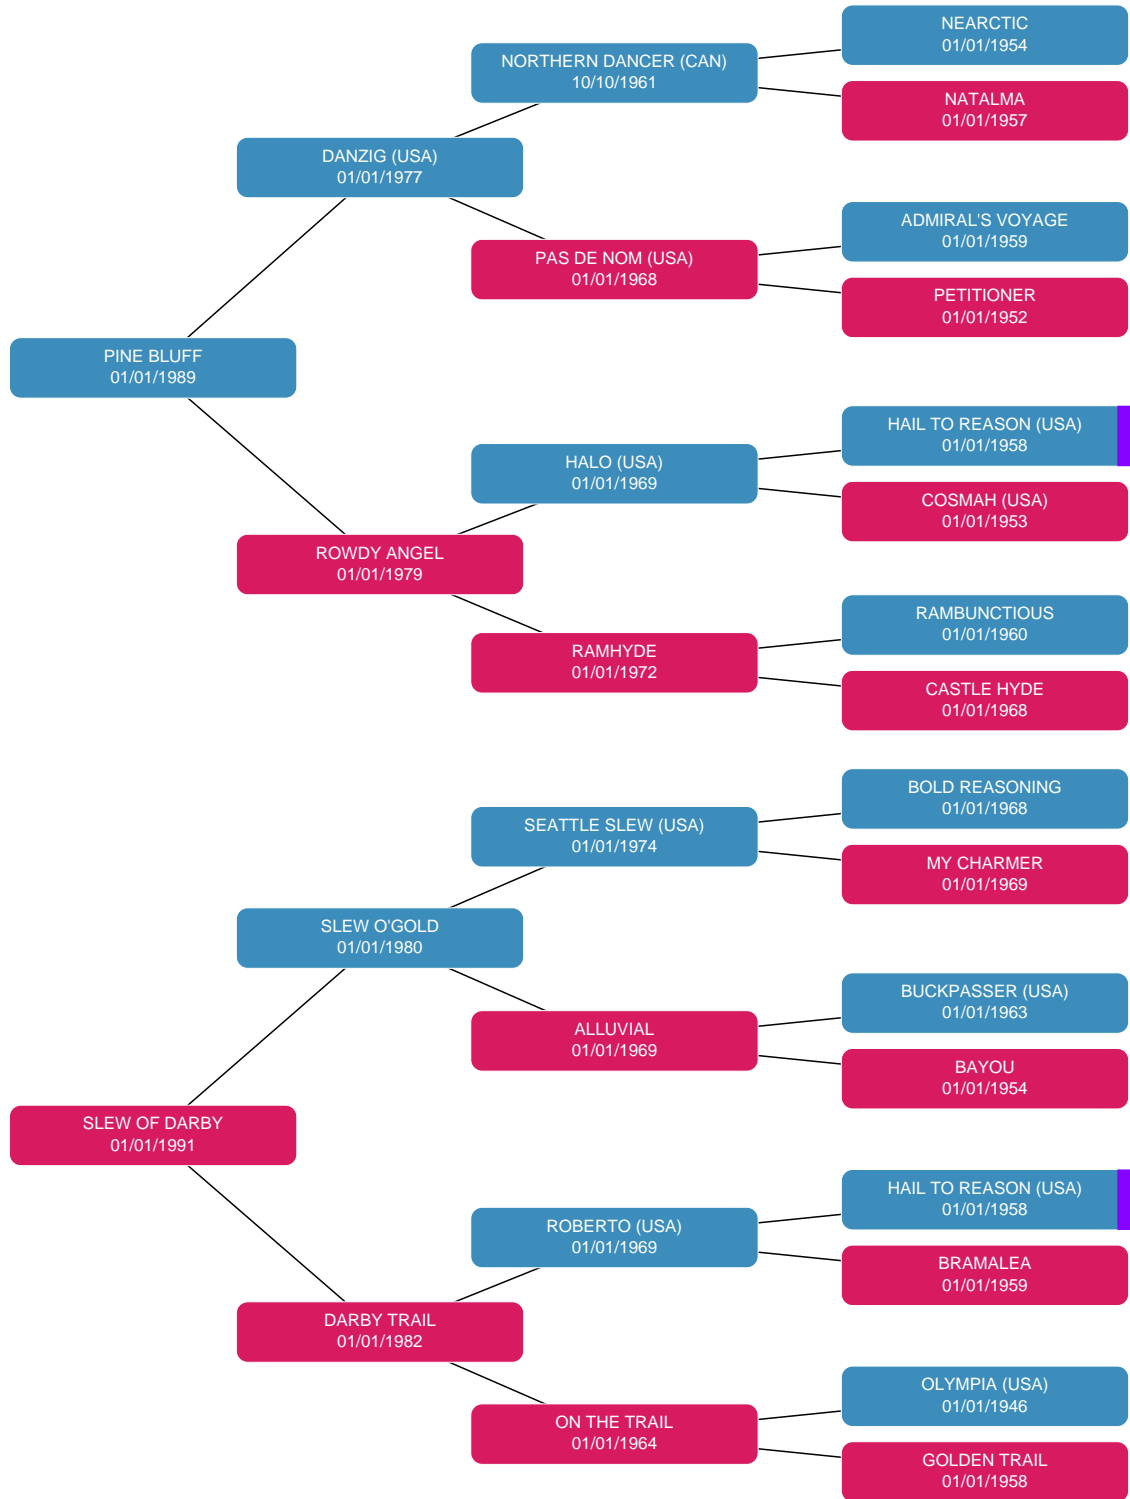 NEARCTIC
01/01/1954
NORTHERN DANCER (CAN)
10/10/1961
NATALMA
01/01/1957
DANZIG (USA)
01/01/1977
ADMIRAL'S VOYAGE
01/01/1959
PAS DE NOM (USA)
01/01/1968
PETITIONER
01/01/1952
PINE BLUFF
01/01/1989
HAIL TO REASON (USA)
01/01/1958
HALO (USA)
01/01/1969
COSMAH (USA)
01/01/1953
ROWDY ANGEL
01/01/1979
RAMBUNCTIOUS
01/01/1960
RAMHYDE
01/01/1972
CASTLE HYDE
01/01/1968
BOLD REASONING
01/01/1968
SEATTLE SLEW (USA)
01/01/1974
MY CHARMER
01/01/1969
SLEW O'GOLD
01/01/1980
BUCKPASSER (USA)
01/01/1963
ALLUVIAL
01/01/1969
BAYOU
01/01/1954
SLEW OF DARBY
01/01/1991
HAIL TO REASON (USA)
01/01/1958
ROBERTO (USA)
01/01/1969
BRAMALEA
01/01/1959
DARBY TRAIL
01/01/1982
OLYMPIA (USA)
01/01/1946
ON THE TRAIL
01/01/1964
GOLDEN TRAIL
01/01/1958